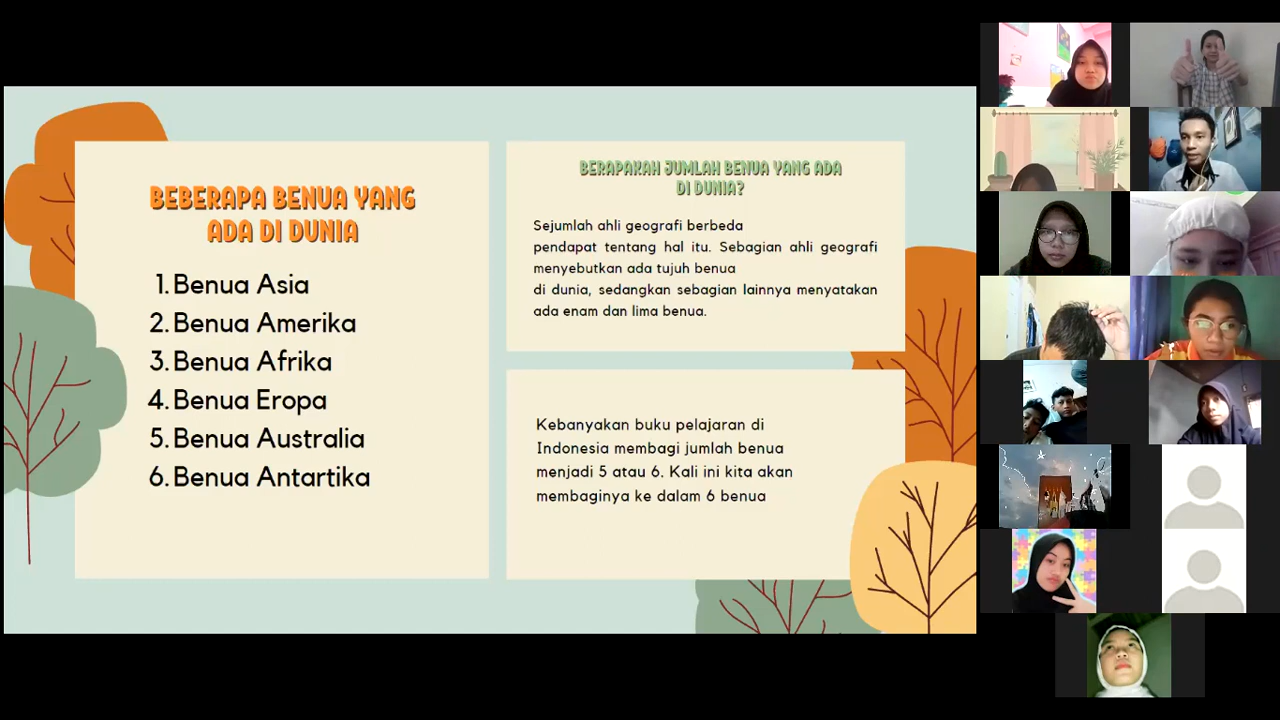 BEBERAPA BENUA YANG
ADA DI DUNIA
1. Benua Asia
2. Benua Amerika
3. Benua Afrika
4. Benua Eropa
5. Benua Australia
6. Benua Antartika
BERAPAKAH JUMLAH BENUA YANG ADA
DI DUNIA?
Sejumlah ahli geografi berbeda
pendapat tentang hal itu. Sebagian ahli geografi
menyebutkan ada tujuh benua
di dunia, sedangkan sebagian lainnya menyatakan
ada enam dan lima benua.
Kebanyakan buku pelajaran di
Indonesia membagi jumlah benua
menjadi 5 atau 6. Kali ini kita akan
membaginya ke dalam 6 benua